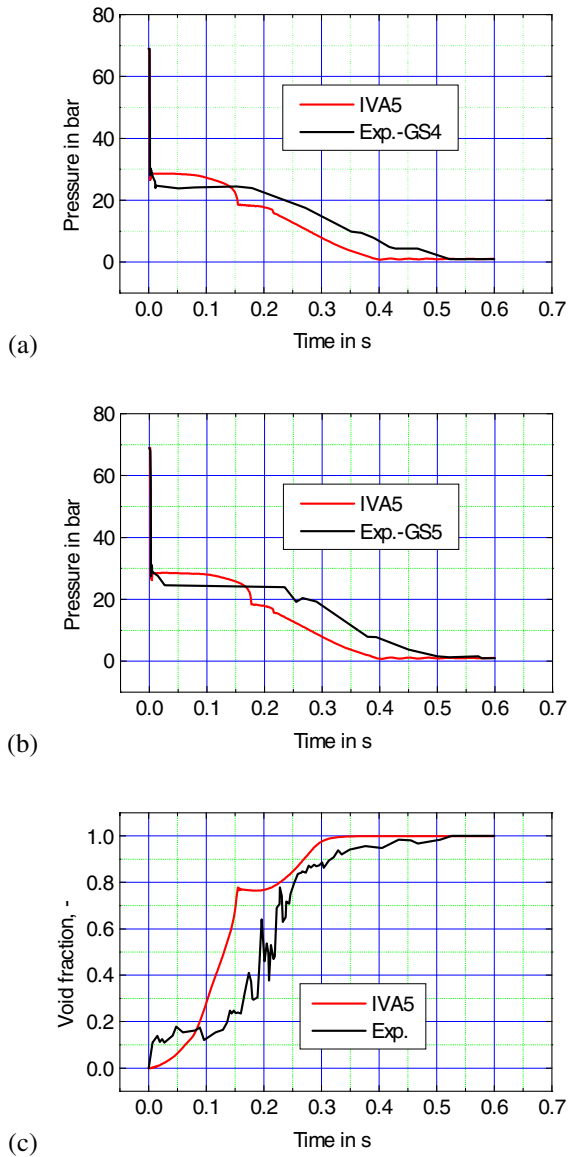 80
60
40
20
0
Pressure in bar
IVA5
Exp.-GS4
0.0 0.1 0.2 0.3 0.4 0.5 0.6 0.7
Time in s
(a)
80
60
40
20
0
Pressure in bar
IVA5
Exp.-GS5
0.0 0.1 0.2 0.3 0.4 0.5 0.6 0.7
Time in s
(b)
1.0
0.8
0.6
0.4
0.2
0.0
Void fraction, -
IVA5
Exp.
0.0 0.1 0.2 0.3 0.4 0.5 0.6 0.7
Time in s
(c)